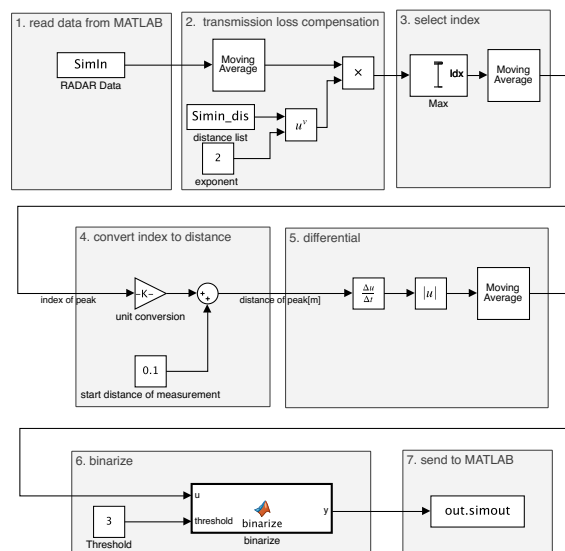 1. read data from MATLAB
SimIn
RADAR Data
2. transmission loss compensation
Moving
Average
×
Simin_dis
distance list
u^v
2
exponent
3. select index
Idx
Max
Moving
Average
4. convert index to distance
index of peak
-K-
unit conversion
+
+
distance of peak[m]
0.1
start distance of measurement
5. differential
Δu
Δt
|u|
Moving
Average
6. binarize
u
threshold
binarize
y
binarize
3
Threshold
7. send to MATLAB
out.simout